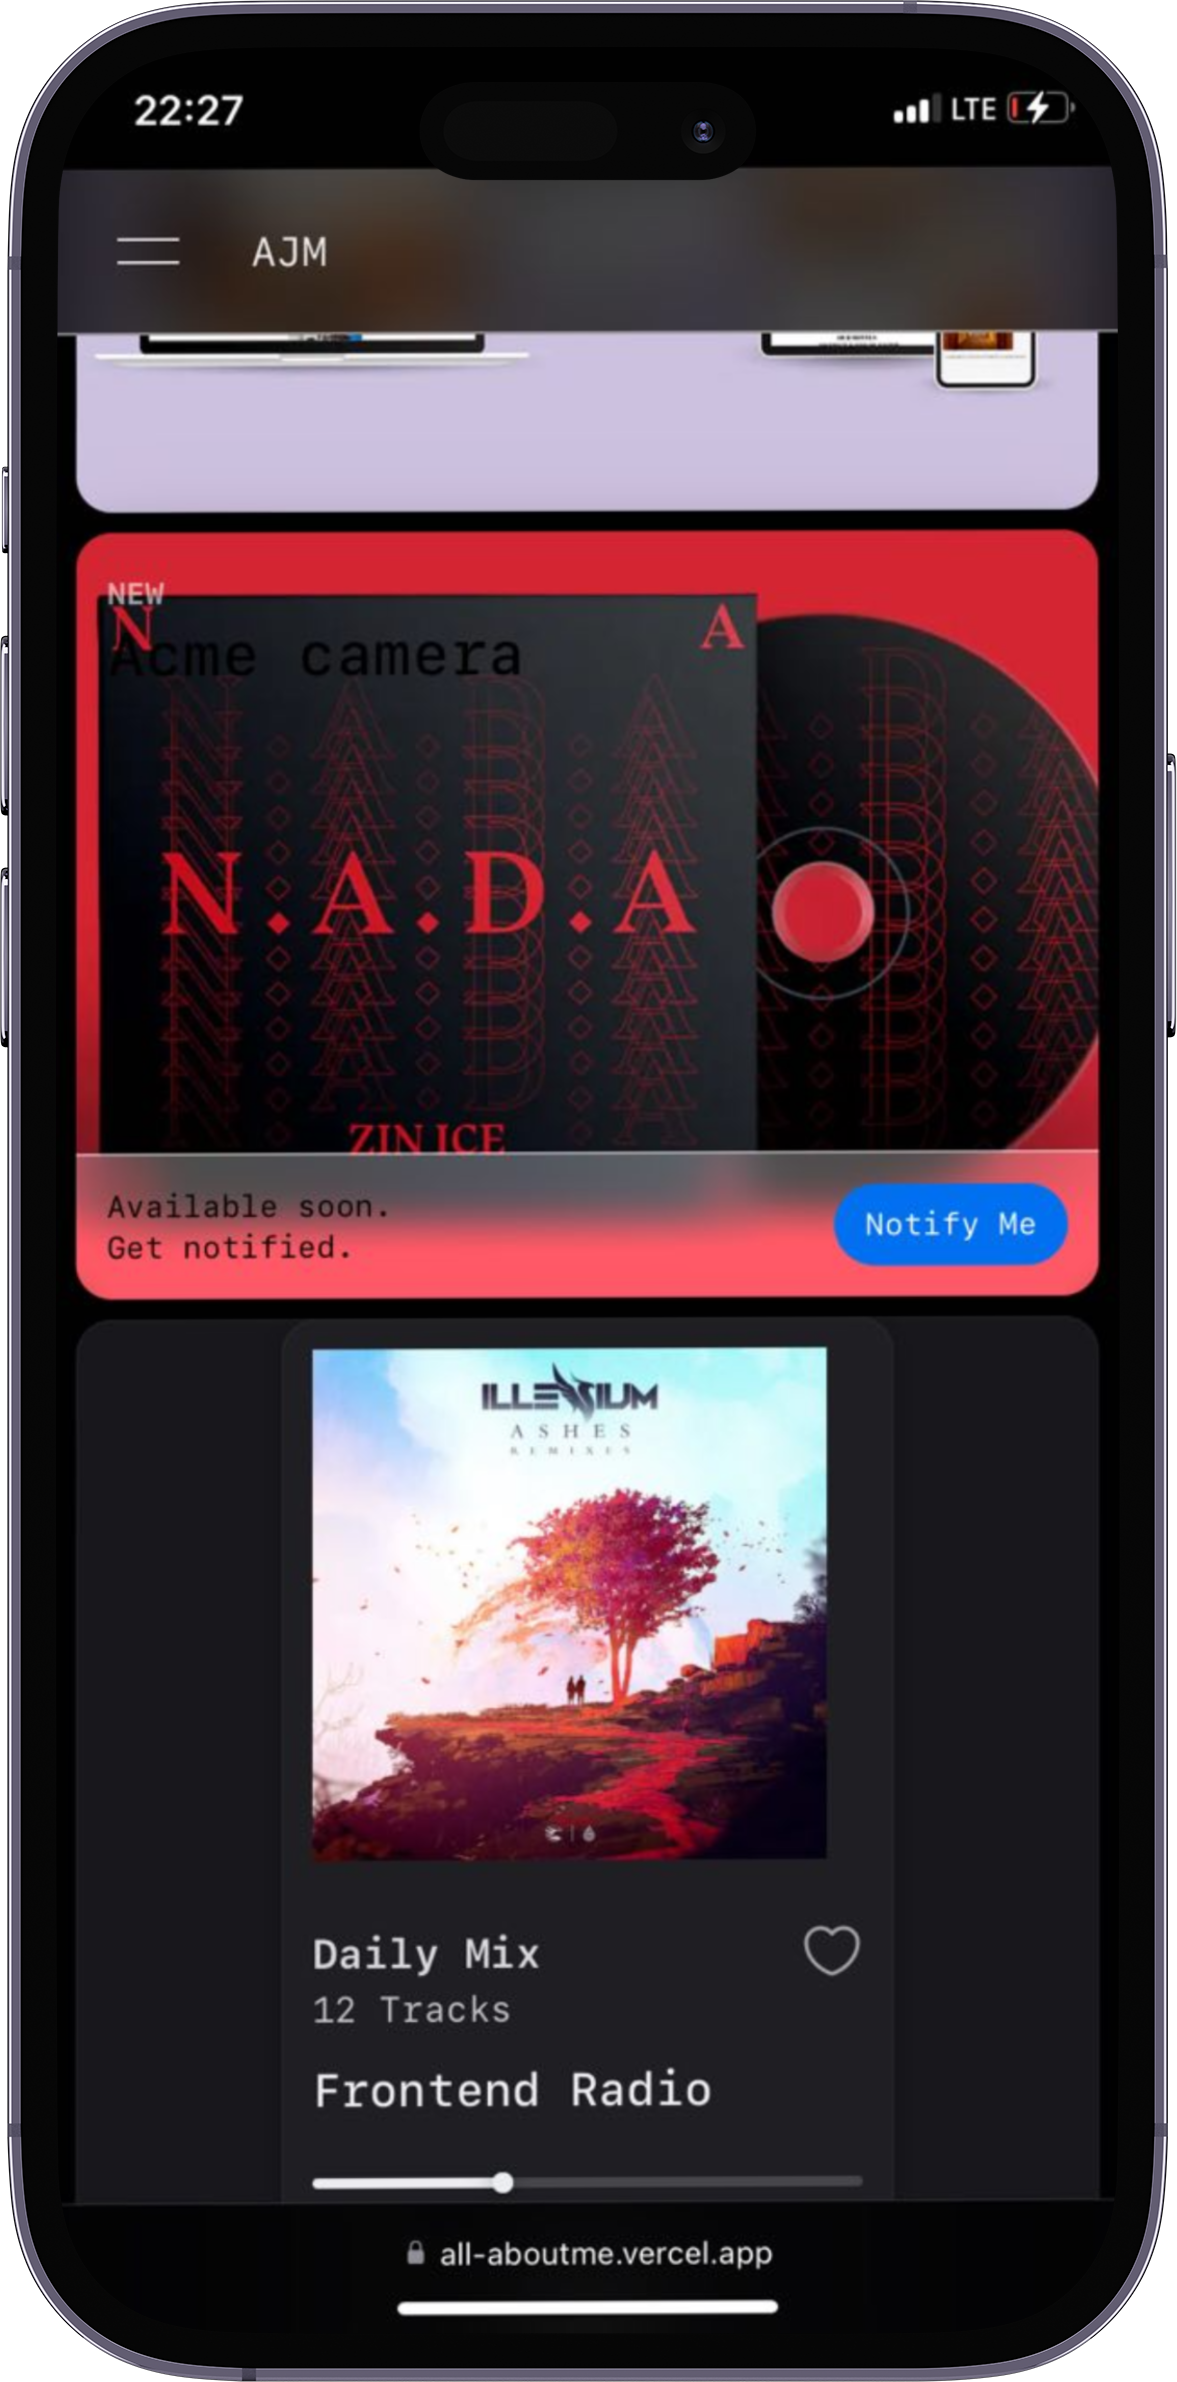 22:27
LTE
AJM
NEW
N
A
Acme camera
N.A.D.A
ZIN ICE
Available soon.
Get notified.
Notify Me
ILLENIUM
ASHES
REMIXES
Daily Mix
12 Tracks
Frontend Radio
all-aboutme.vercel.app